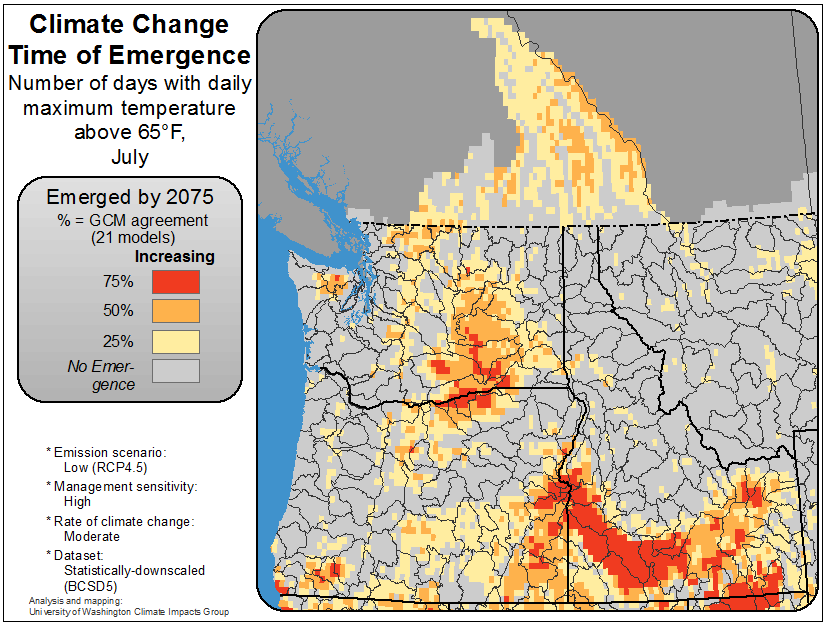 Climate Change
Time of Emergence
Number of days with daily
maximum temperature
above 65°F,
July
Emerged by 2075
% = GCM agreement
(21 models)
Increasing
75%
50%
25%
No Emer-
gence
* Emission scenario:
Low (RCP4.5)
* Management sensitivity:
High
* Rate of climate change:
Moderate
* Dataset:
Statistically-downscaled
(BCSD5)
Analysis and mapping:
University of Washington Climate Impacts Group